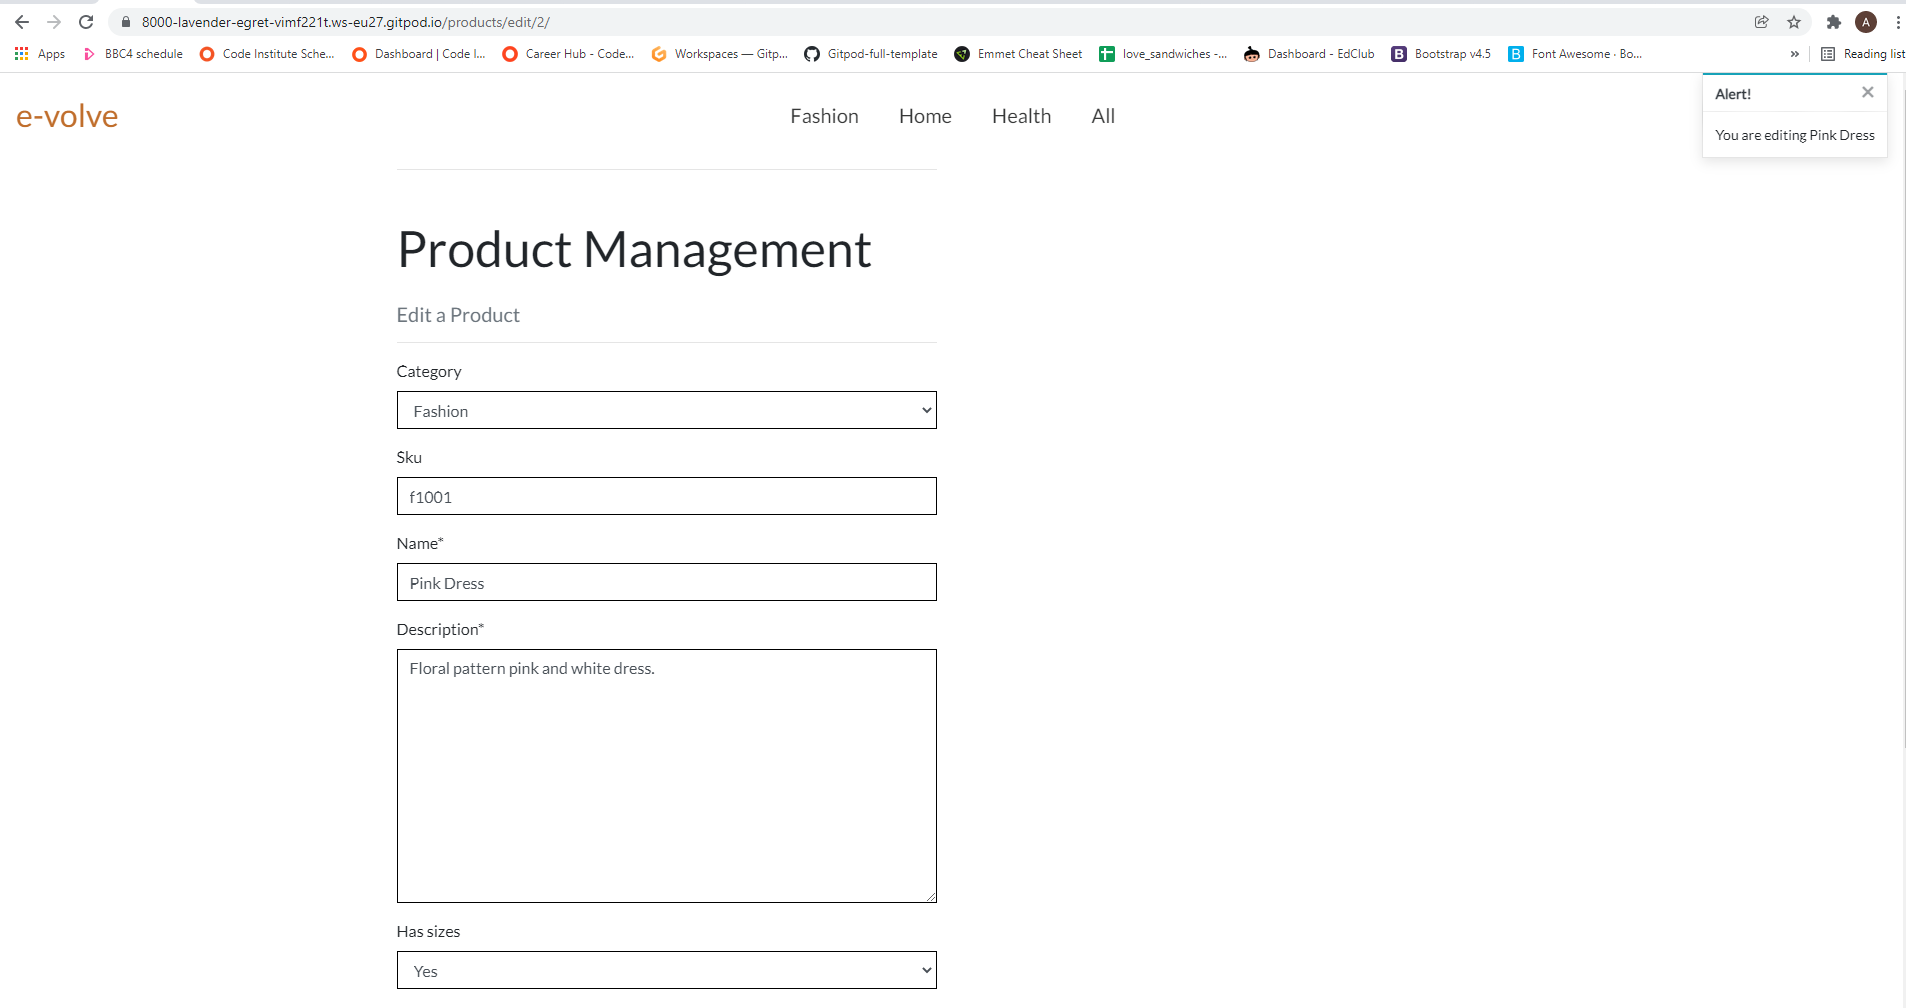 8000-lavender-egret-vimf221t.ws-eu27.gitpod.io/products/edit/2/
A
Apps BBC4 schedule Code Institute Sche... Dashboard | Code I... Career Hub - Code... Workspaces — Gitp... Gitpod-full-template Emmet Cheat Sheet love_sandwiches -... Dashboard - EdClub B Bootstrap v4.5 B Font Awesome · Bo... » Reading list
e-volve
Fashion Home Health All
Alert! ×
You are editing Pink Dress
Product Management
Edit a Product
Category
Fashion
Sku
f1001
Name*
Pink Dress
Description*
Floral pattern pink and white dress.
Has sizes
Yes